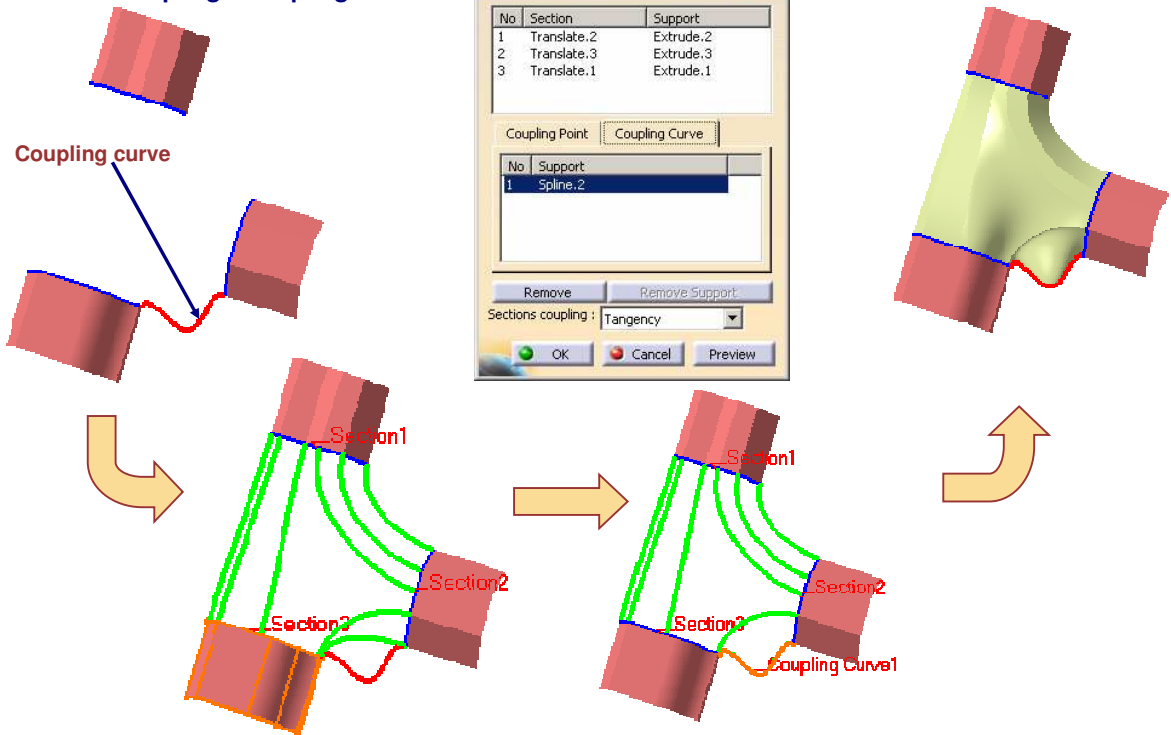 No Section Support
1 Translate.2 Extrude.2
2 Translate.3 Extrude.3
3 Translate.1 Extrude.1
Coupling Point Coupling Curve
No Support
1 Spline.2
Remove Remove Support
Sections coupling : Tangency
OK Cancel Preview
Coupling curve
Section1
Section2
Section3
Section1
Section2
Section3
Coupling Curve1